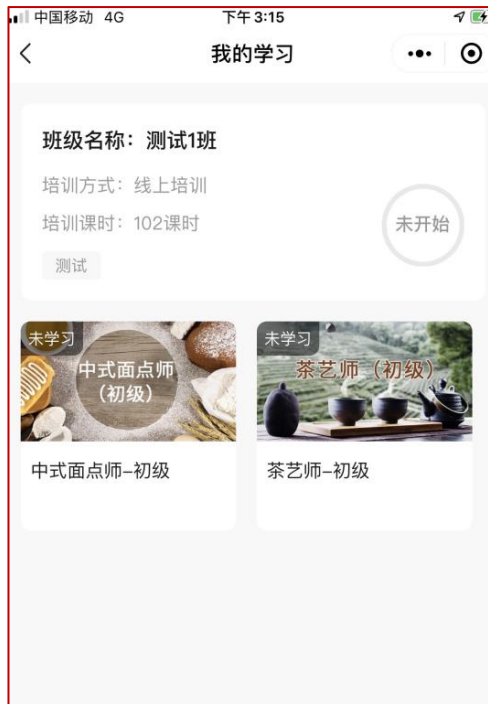 中国移动 4G 下午 3:15
我的学习
班级名称：测试1班
培训方式：线上培训
培训课时：102课时
未开始
测试
未学习
中式面点师
（初级）
中式面点师-初级
未学习
茶艺师（初级）
茶艺师-初级